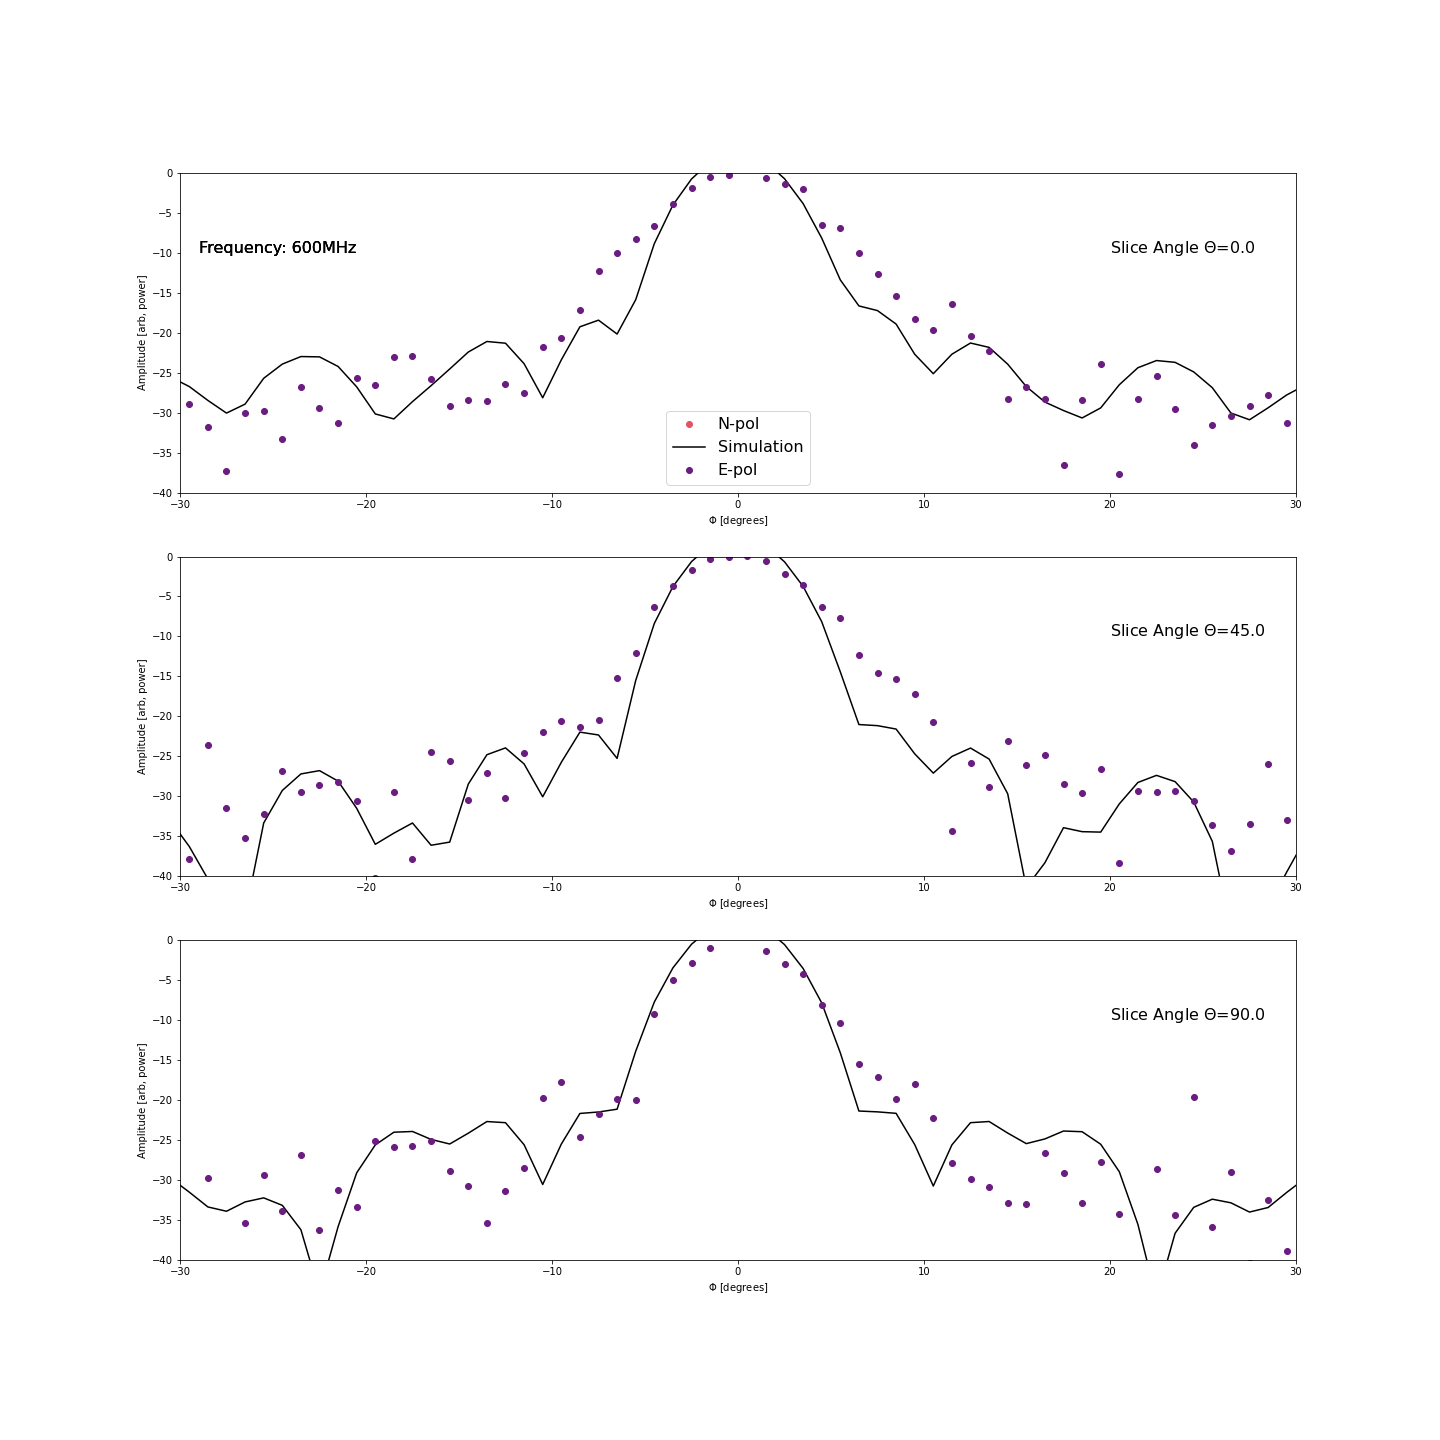 0
−5
−10
−15
−20
−25
−30
−35
−40
Amplitude [arb, power]
Frequency: 600MHz
Slice Angle Θ=0.0
N-pol
Simulation
E-pol
−30 −20 −10 0 10 20 30
Φ [degrees]
0
−5
−10
−15
−20
−25
−30
−35
−40
Amplitude [arb, power]
Slice Angle Θ=45.0
−30 −20 −10 0 10 20 30
Φ [degrees]
0
−5
−10
−15
−20
−25
−30
−35
−40
Amplitude [arb, power]
Slice Angle Θ=90.0
−30 −20 −10 0 10 20 30
Φ [degrees]